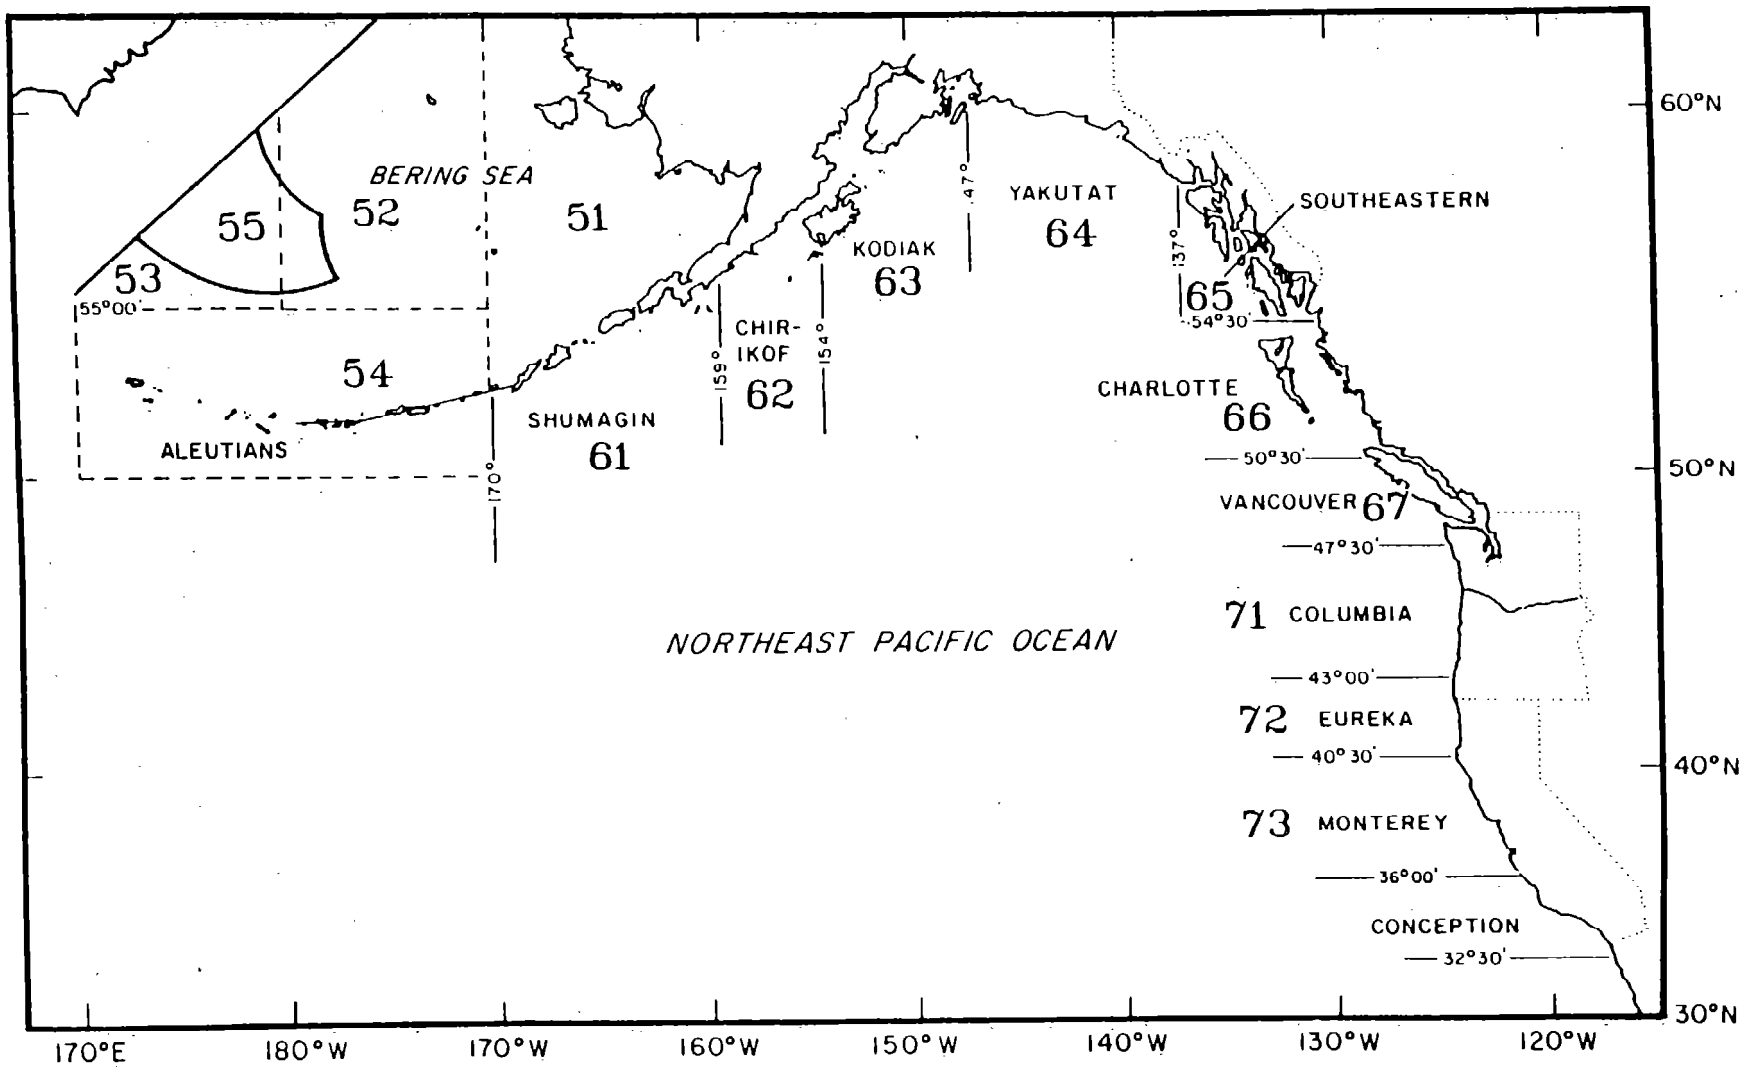 60°N
BERING SEA
55
52
51
53
55°00'
54
ALEUTIANS
170°
SHUMAGIN
61
159°
CHIR-
IKOF
62
154°
KODIAK
63
147°
YAKUTAT
64
137°
SOUTHEASTERN
65
54°30'
CHARLOTTE
66
50°30'
50°N
VANCOUVER 67
47°30'
71 COLUMBIA
NORTHEAST PACIFIC OCEAN
43°00'
72 EUREKA
40°30'
40°N
73 MONTEREY
36°00'
CONCEPTION
32°30'
30°N
170°E 180°W 170°W 160°W 150°W 140°W 130°W 120°W